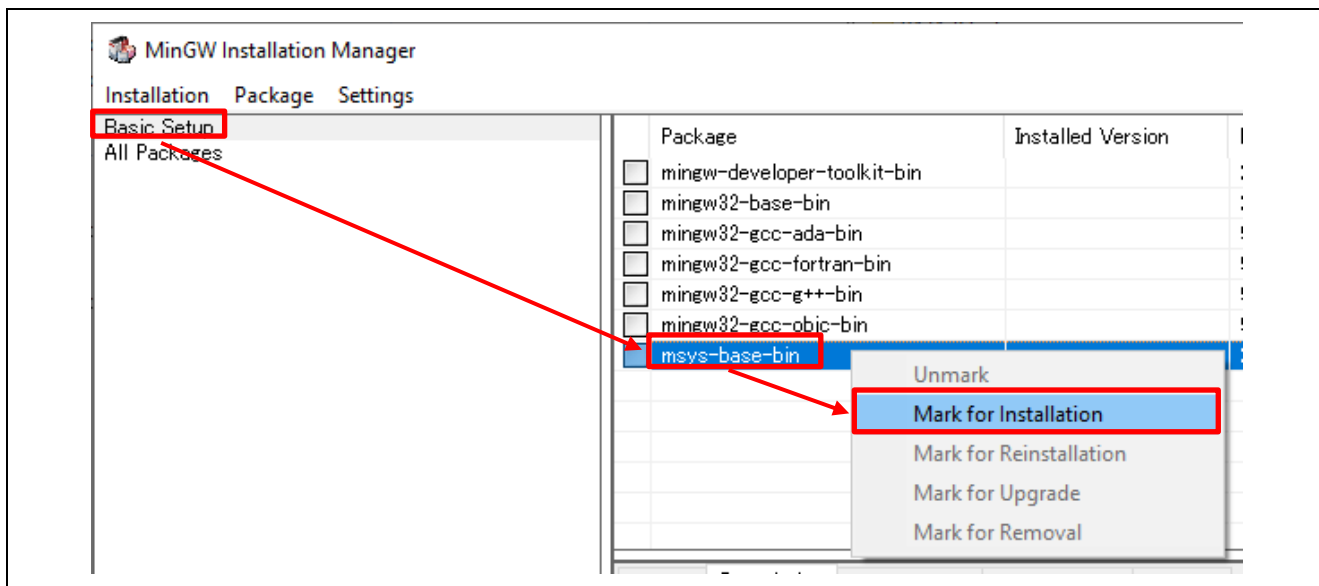 MinGW Installation Manager
Installation Package Settings
Basic Setup
All Packages
Package Installed Version
mingw-developer-toolkit-bin
mingw32-base-bin
mingw32-gcc-ada-bin
mingw32-gcc-fortran-bin
mingw32-gcc-g++-bin
mingw32-gcc-objc-bin
msys-base-bin
Unmark
Mark for Installation
Mark for Reinstallation
Mark for Upgrade
Mark for Removal